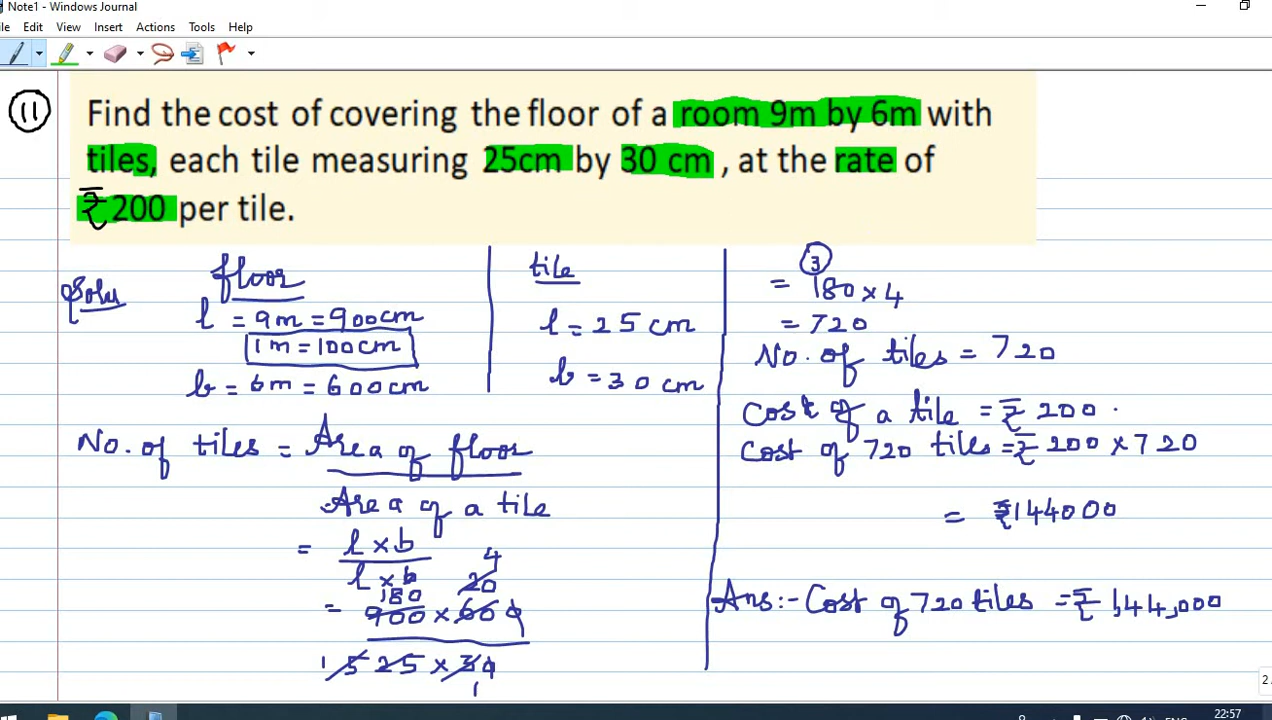 Note1 - Windows Journal
ile Edit View Insert Actions Tools Help
11
Find the cost of covering the floor of a room 9m by 6m with
tiles, each tile measuring 25cm by 30 cm , at the rate of
₹200 per tile.
Solu
floor
l = 9m = 900cm
1m = 100cm
b = 6m = 600cm
tile
l = 25 cm
b = 30 cm
No. of tiles = Area of floor
Area of a tile
= l × b
l × b
180 20 4
= 900 × 600
1 5 25 × 30
1
3
= 180 × 4
= 720
No. of tiles = 720
Cost of a tile = ₹ 200 .
Cost of 720 tiles = ₹ 200 × 720
= ₹144000
Ans:- Cost of 720 tiles = ₹ 1,44,000
2
22:57